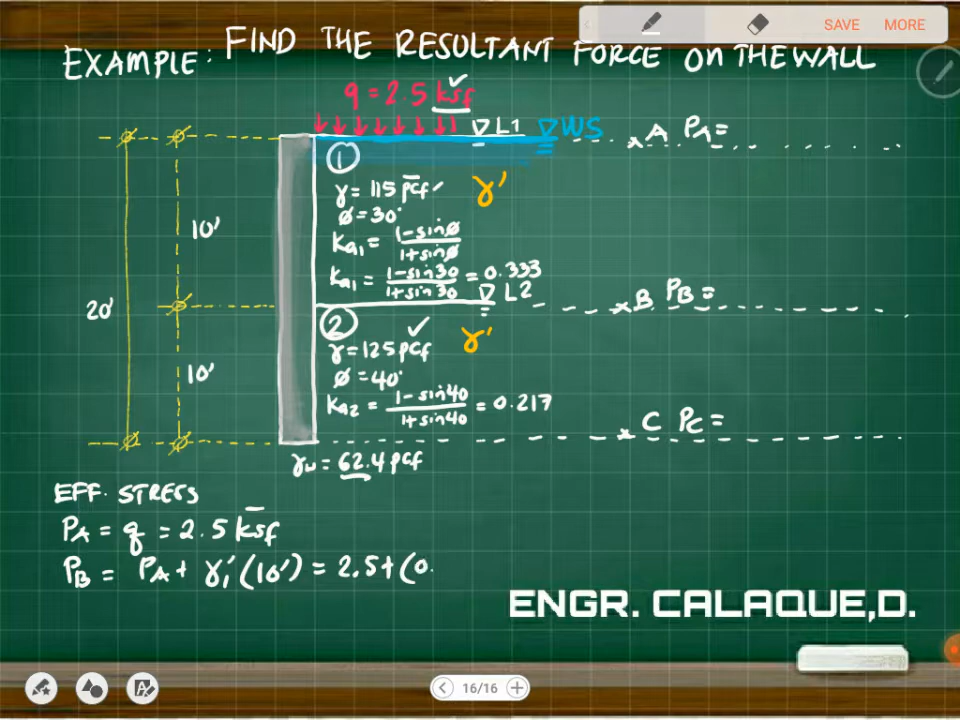 SAVE MORE
EXAMPLE: FIND THE RESULTANT FORCE ON THE WALL
q = 2.5 ksf
L1 WS
A PA =
1
γ = 115 pcf γ'
ø = 30°
10'
Ka1 = 1-sinø / 1+sinø
Ka1 = 1-sin30 / 1+sin30 = 0.333
L2
B PB =
20'
2
γ = 125 pcf γ'
ø = 40°
10'
Ka2 = 1-sin40 / 1+sin40 = 0.217
C PC =
γw = 62.4 pcf
EFF. STRESS
PA = q = 2.5 ksf
PB = PA + γ1' (10') = 2.5 + (0.
ENGR. CALAQUE,D.
16/16